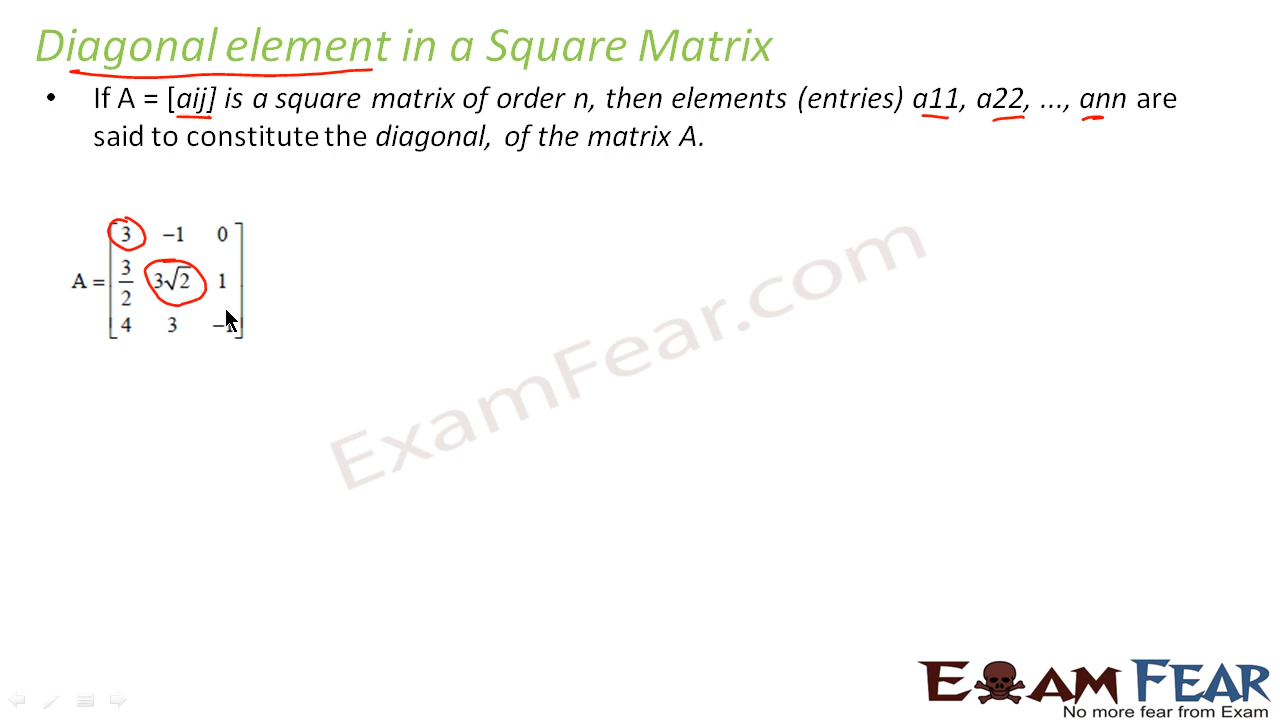 Diagonal element in a Square Matrix
• If A = [aij] is a square matrix of order n, then elements (entries) a11, a22, ..., ann are
said to constitute the diagonal, of the matrix A.
3 −1 0
A = 3/2 3√2 1
4 3
ExamFear.com
EXAM FEAR
No more fear from Exam